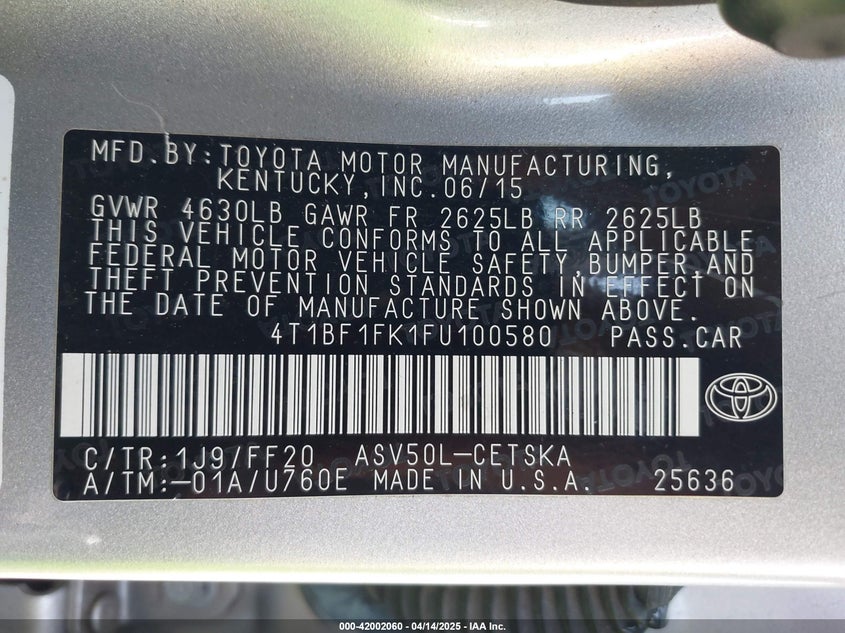 MFD.BY:TOYOTA MOTOR MANUFACTURING,
KENTUCKY,INC.06/15
GVWR 4630LB GAWR FR 2625LB RR 2625LB
THIS VEHICLE CONFORMS TO ALL APPLICABLE
FEDERAL MOTOR VEHICLE SAFETY,BUMPER,AND
THEFT PREVENTION STANDARDS IN EFFECT ON
THE DATE OF MANUFACTURE SHOWN ABOVE.
4T1BF1FK1FU100580 PASS.CAR
C/TR:1J9/FF20 ASV50L-CETSKA
A/TM:-01A/U760E MADE IN U.S.A. 25636
000-42002060 - 04/14/2025 - IAA Inc.